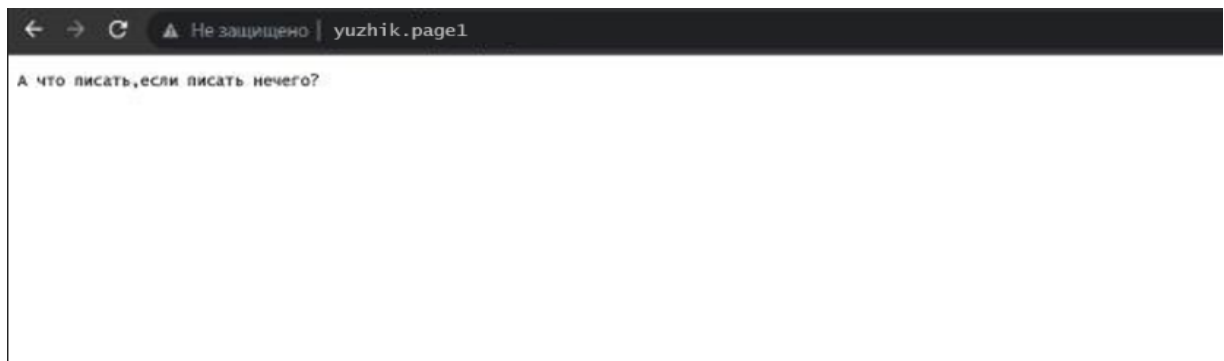 Не защищено | yuzhik.page1
А что писать,если писать нечего?